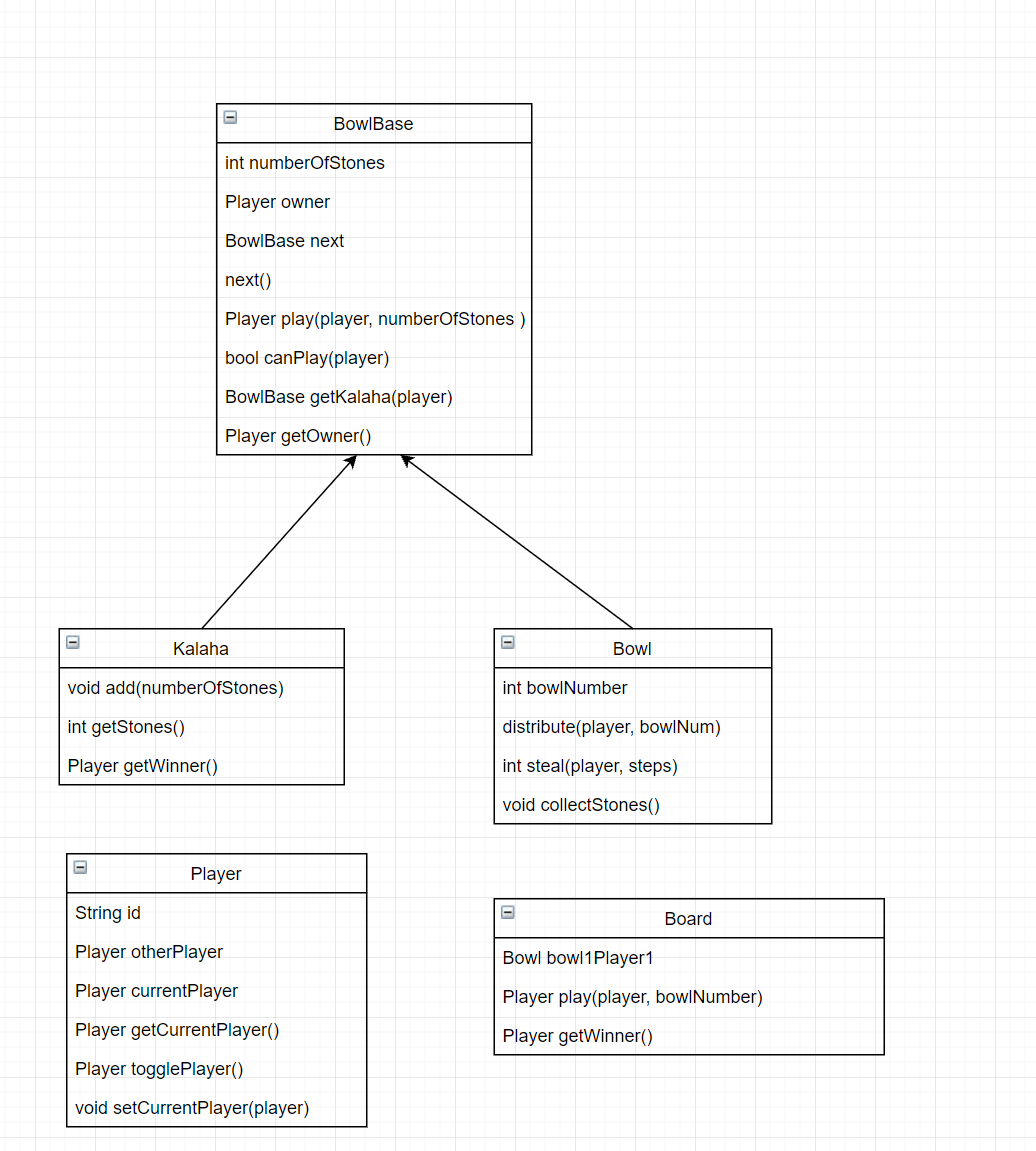 BowlBase
int numberOfStones
Player owner
BowlBase next
next()
Player play(player, numberOfStones )
bool canPlay(player)
BowlBase getKalaha(player)
Player getOwner()
Kalaha
void add(numberOfStones)
int getStones()
Player getWinner()
Bowl
int bowlNumber
distribute(player, bowlNum)
int steal(player, steps)
void collectStones()
Player
String id
Player otherPlayer
Player currentPlayer
Player getCurrentPlayer()
Player togglePlayer()
void setCurrentPlayer(player)
Board
Bowl bowl1Player1
Player play(player, bowlNumber)
Player getWinner()